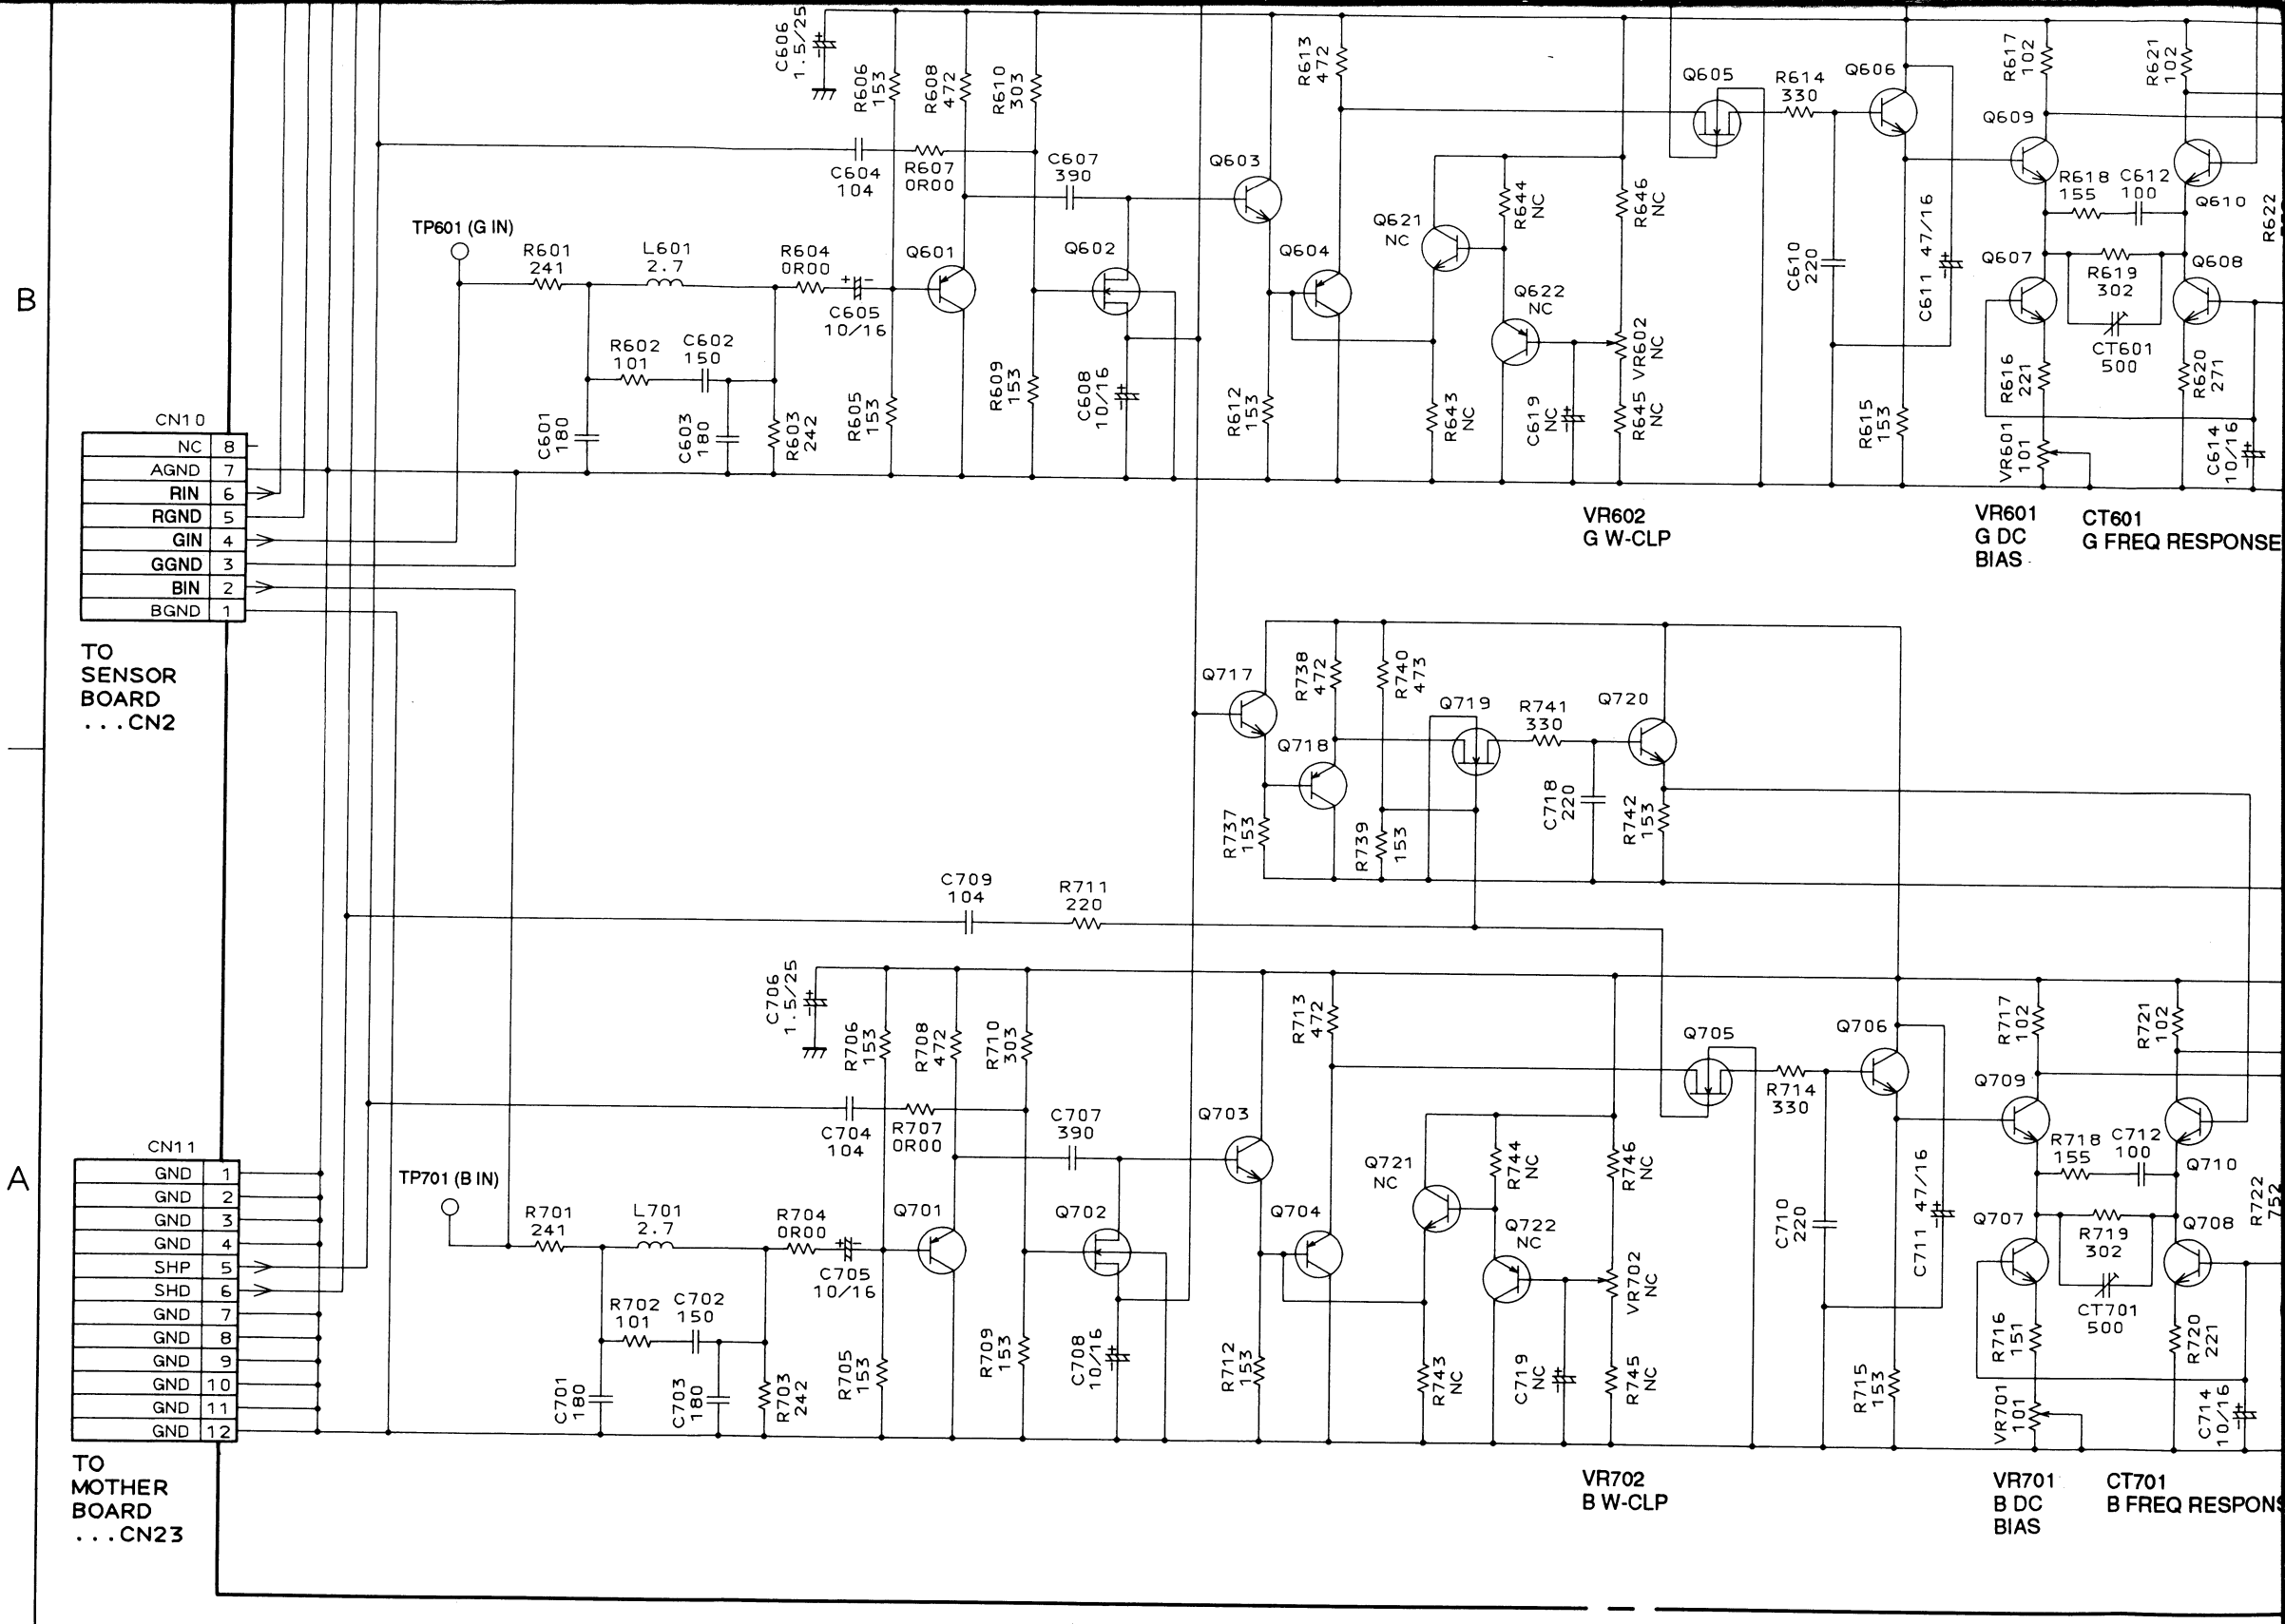 C606
1.5/25
R606
153
R608
472
R610
303
R613
472
Q605
R614
330
Q606
R617
102
R621
102
Q609
C604
104
R607
0R00
C607
390
Q603
R618
155
C612
100
Q610
R622
TP601 (G IN)
R601
241
L601
2.7
R604
0R00
C605
10/16
Q601
Q602
Q604
Q621
NC
R644
NC
R646
NC
C610
220
C611 47/16
Q607
R619
302
Q608
B
Q622
NC
VR602
NC
CT601
500
R602
101
C602
150
R609
153
C608
10/16
R616
221
R620
271
CN10
C601
180
C603
180
R603
242
R605
153
R612
153
R643
NC
C619
NC
R645
NC
R615
153
VR601
101
C614
10/16
NC 8
AGND 7
RIN 6
RGND 5
GIN 4
GGND 3
BIN 2
BGND 1
VR602
G W-CLP
VR601
G DC
BIAS
CT601
G FREQ RESPONSE
TO
SENSOR
BOARD
...CN2
Q717
R738
472
R740
473
Q719
R741
330
Q720
Q718
R737
153
R739
153
C718
220
R742
153
C709
104
R711
220
C706
1.5/25
R706
153
R708
472
R710
303
R713
472
Q705
R714
330
Q706
R717
102
R721
102
Q709
C704
104
R707
0R00
C707
390
Q703
R718
155
C712
100
Q710
R722
752
CN11
A
GND 1
GND 2
GND 3
GND 4
SHP 5
SHD 6
GND 7
GND 8
GND 9
GND 10
GND 11
GND 12
TP701 (B IN)
R701
241
L701
2.7
R704
0R00
C705
10/16
Q701
Q702
Q704
Q721
NC
R744
NC
R746
NC
C710
220
C711 47/16
Q707
R719
302
Q708
Q722
NC
VR702
NC
CT701
500
R702
101
C702
150
R709
153
C708
10/16
R716
151
R720
221
C701
180
C703
180
R703
242
R705
153
R712
153
R743
NC
C719
NC
R745
NC
R715
153
VR701
101
C714
10/16
TO
MOTHER
BOARD
...CN23
VR702
B W-CLP
VR701
B DC
BIAS
CT701
B FREQ RESPONS